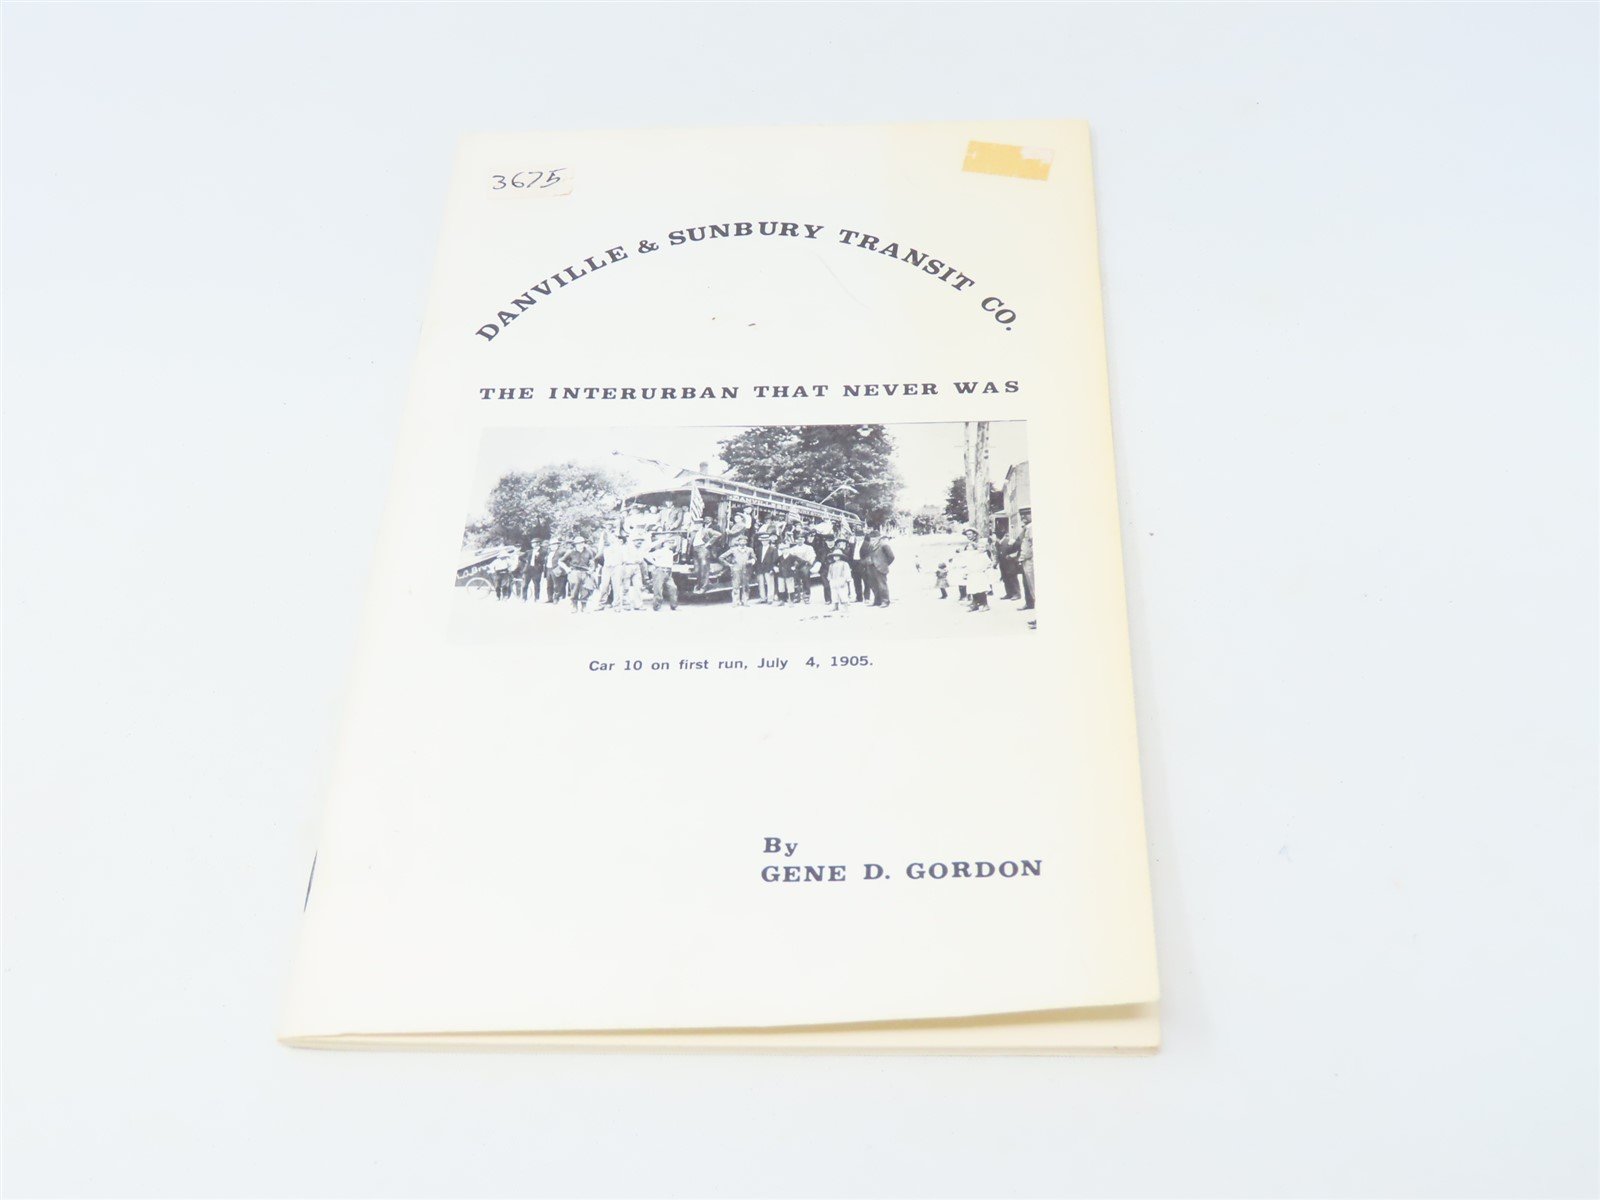 3675
DANVILLE & SUNBURY TRANSIT CO.
THE INTERURBAN THAT NEVER WAS
Car 10 on first run, July 4, 1905.
By
GENE D. GORDON